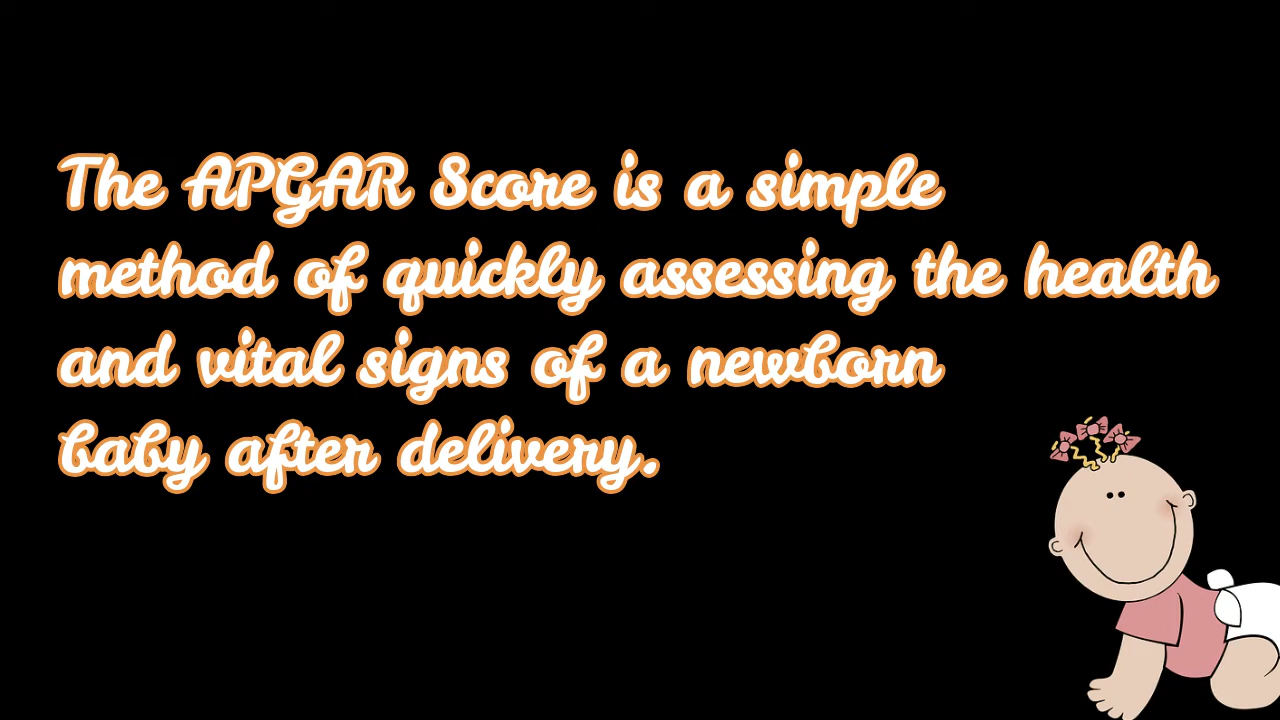 The APGAR Score is a simple
method of quickly assessing the health
and vital signs of a newborn
baby after delivery.